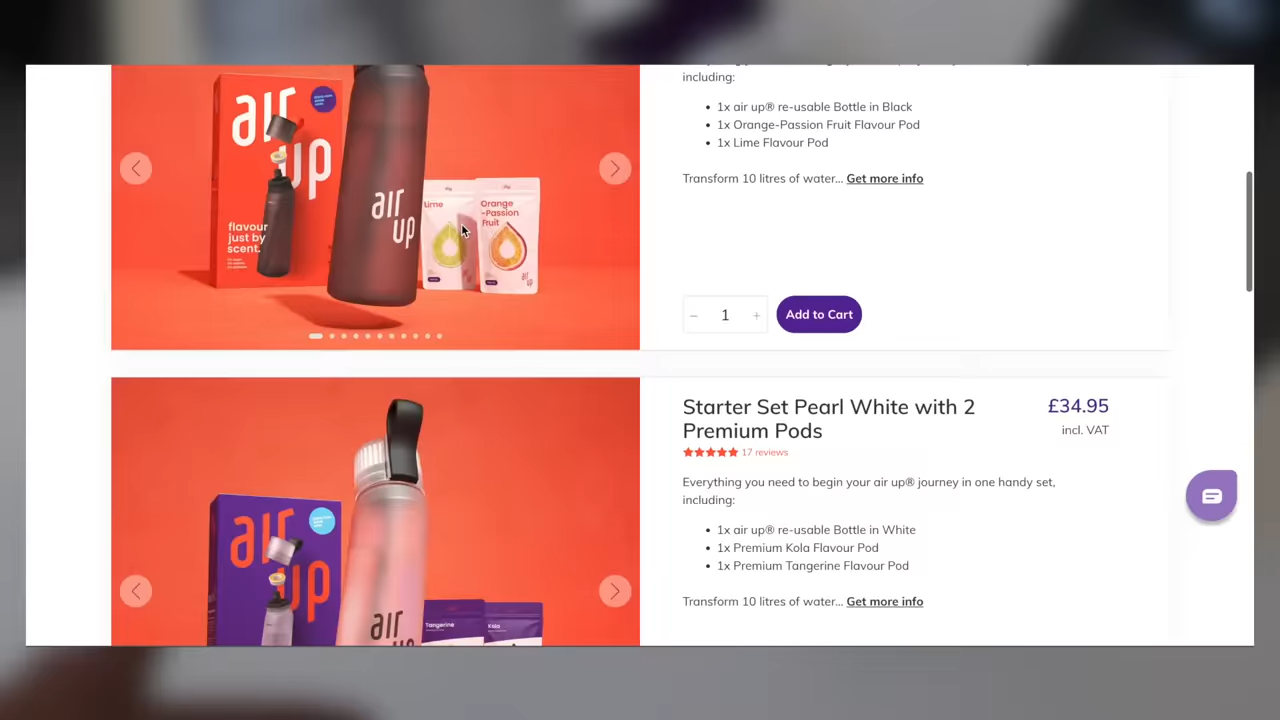 including:
1x air up® re-usable Bottle in Black
1x Orange-Passion Fruit Flavour Pod
1x Lime Flavour Pod
Transform 10 litres of water... Get more info
1
Add to Cart
air
up
flavour
just by
scent.
air
up
Lime
Orange
-Passion
Fruit
air
up
Starter Set Pearl White with 2
Premium Pods
£34.95
incl. VAT
17 reviews
Everything you need to begin your air up® journey in one handy set,
including:
1x air up® re-usable Bottle in White
1x Premium Kola Flavour Pod
1x Premium Tangerine Flavour Pod
Transform 10 litres of water... Get more info
air
up
air
up
Tangerine
Kola